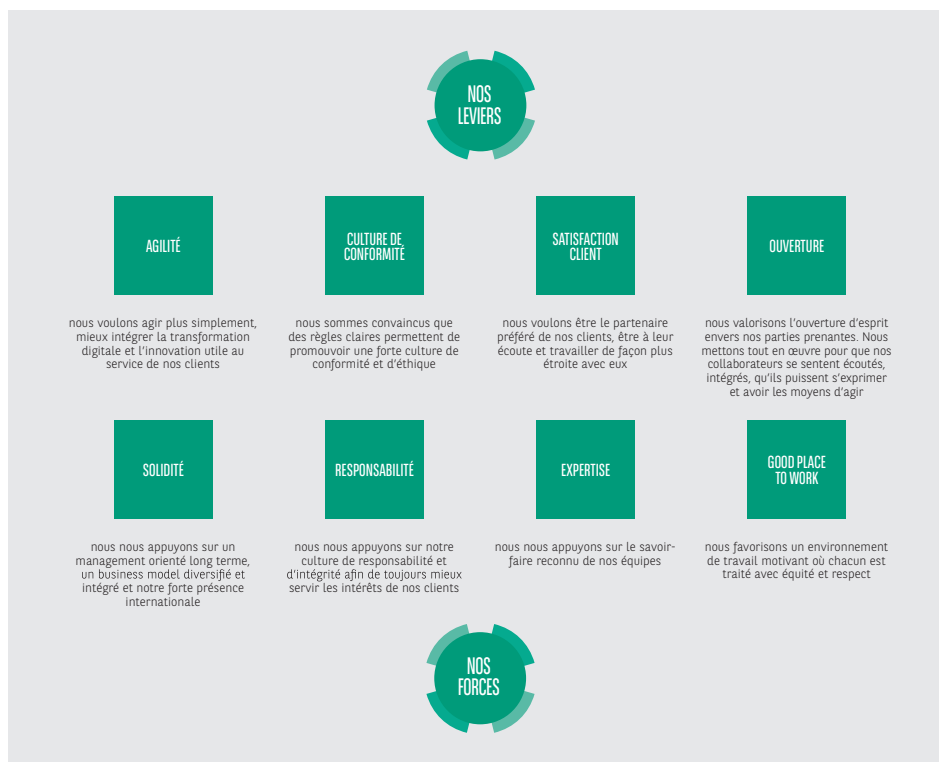 NOS
LEVIERS
AGILITÉ
nous voulons agir plus simplement,
mieux intégrer la transformation
digitale et l'innovation utile au
service de nos clients
CULTURE DE
CONFORMITÉ
nous sommes convaincus que
des règles claires permettent de
promouvoir une forte culture de
conformité et d'éthique
SATISFACTION
CLIENT
nous voulons être le partenaire
préféré de nos clients, être à leur
écoute et travailler de façon plus
étroite avec eux
OUVERTURE
nous valorisons l'ouverture d'esprit
envers nos parties prenantes. Nous
mettons tout en œuvre pour que nos
collaborateurs se sentent écoutés,
intégrés, qu'ils puissent s'exprimer
et avoir les moyens d'agir
SOLIDITÉ
nous nous appuyons sur un
management orienté long terme,
un business model diversifié et
intégré et notre forte présence
internationale
RESPONSABILITÉ
nous nous appuyons sur notre
culture de responsabilité et
d'intégrité afin de toujours mieux
servir les intérêts de nos clients
EXPERTISE
nous nous appuyons sur le savoir-
faire reconnu de nos équipes
GOOD PLACE
TO WORK
nous favorisons un environnement
de travail motivant où chacun est
traité avec équité et respect
NOS
FORCES